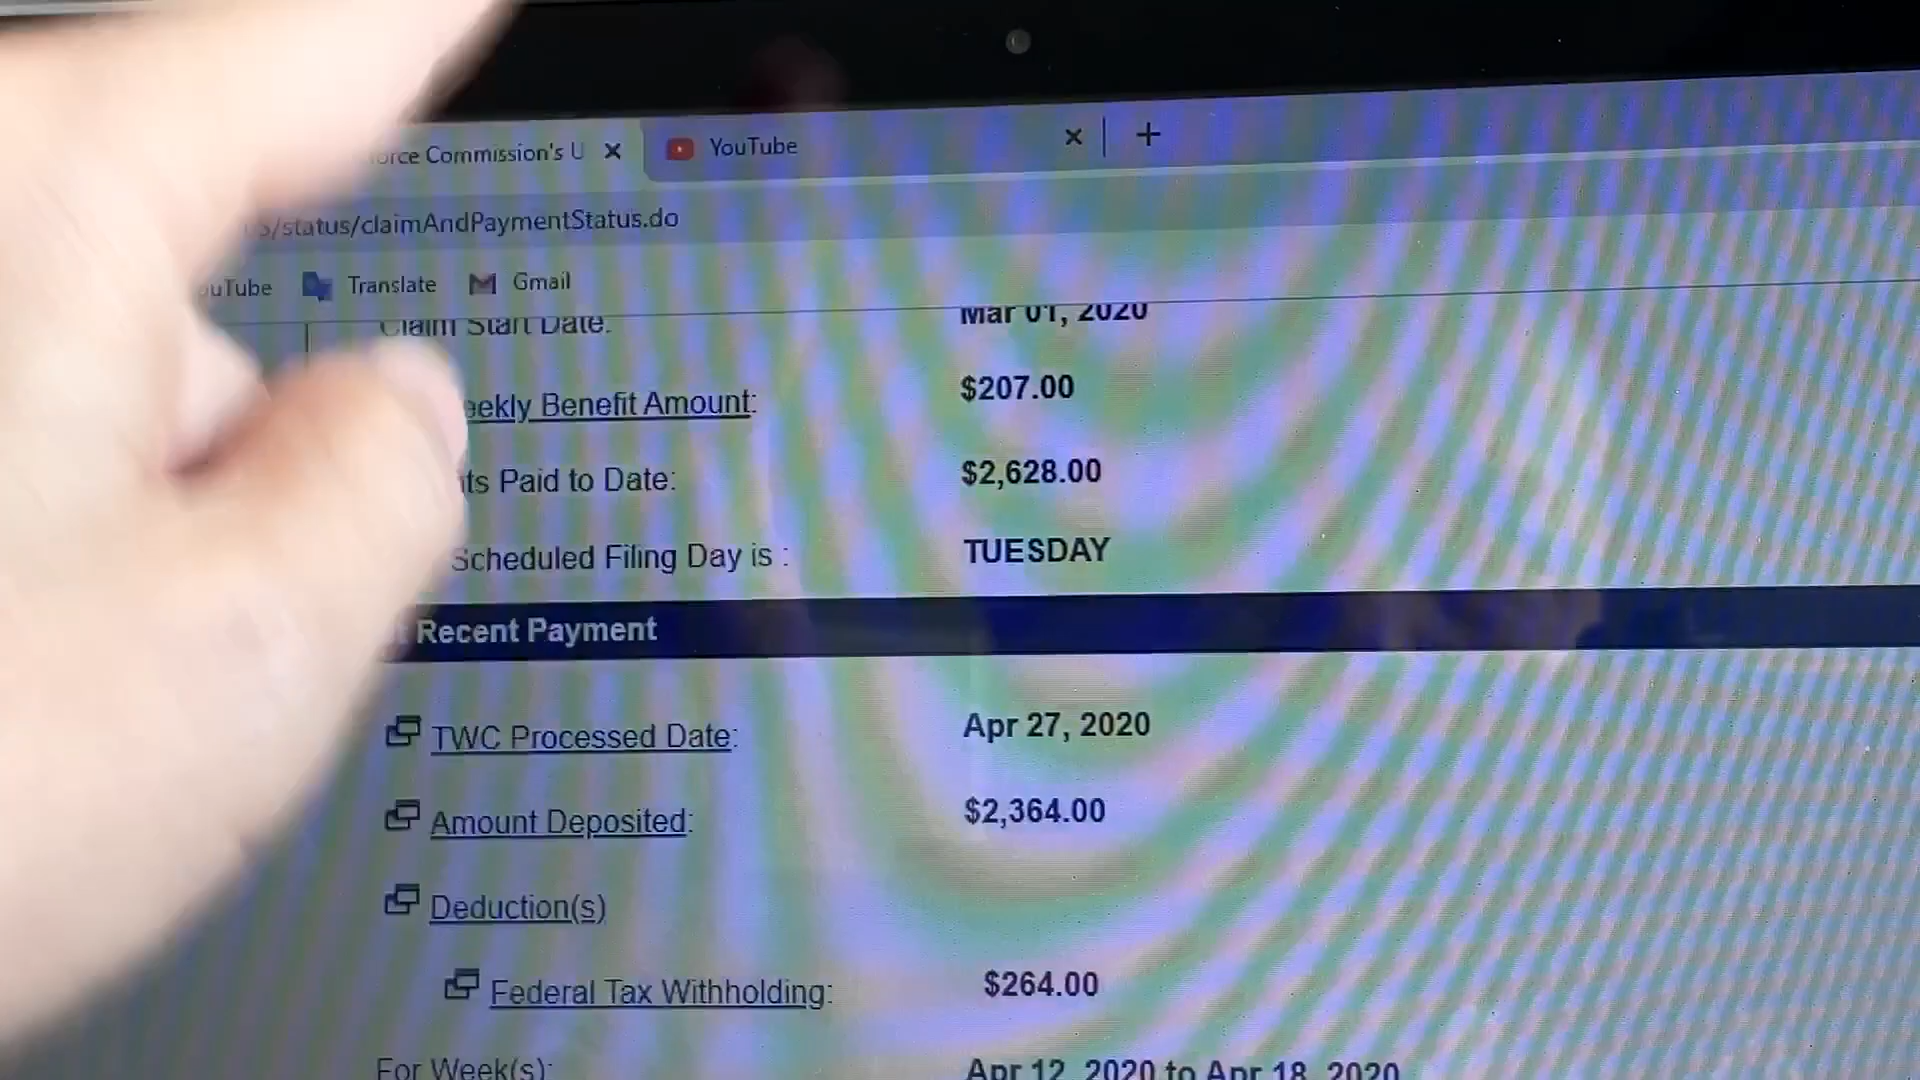 orce Commission's U
YouTube
S/status/claimAndPaymentStatus.do
ouTube Translate Gmail
Claim Start Date: Mar 01, 2020
eekly Benefit Amount: $207.00
ts Paid to Date: $2,628.00
Scheduled Filing Day is : TUESDAY
t Recent Payment
TWC Processed Date: Apr 27, 2020
Amount Deposited: $2,364.00
Deduction(s)
Federal Tax Withholding: $264.00
For Week(s): Apr 12, 2020 to Apr 18, 2020